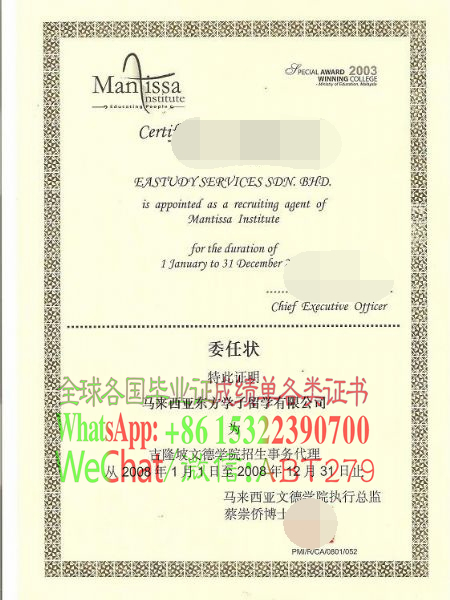 Mantissa
Institute
Educating People
SPECIAL AWARD 2003
WINNING COLLEGE
- Ministry of Education, Malaysia
EASTUDY SERVICES SDN. BHD.
is appointed as a recruiting agent of
Mantissa Institute
for the duration of
1 January to 31 December
Chief Executive Officer
委任状
特此证明
全球各国毕业证成绩单各类证书
马来西亚东方学子留学有限公司
为
WhatsApp: +86 15322390700
吉隆坡文德学院招生事务代理
WeChat 微信:ABT279
从 2008 年 1 月 1 日至 2008 年 12 月 31 日止
马来西亚文德学院执行总监
蔡崇侨博士
PMI/F/CA/0801/052